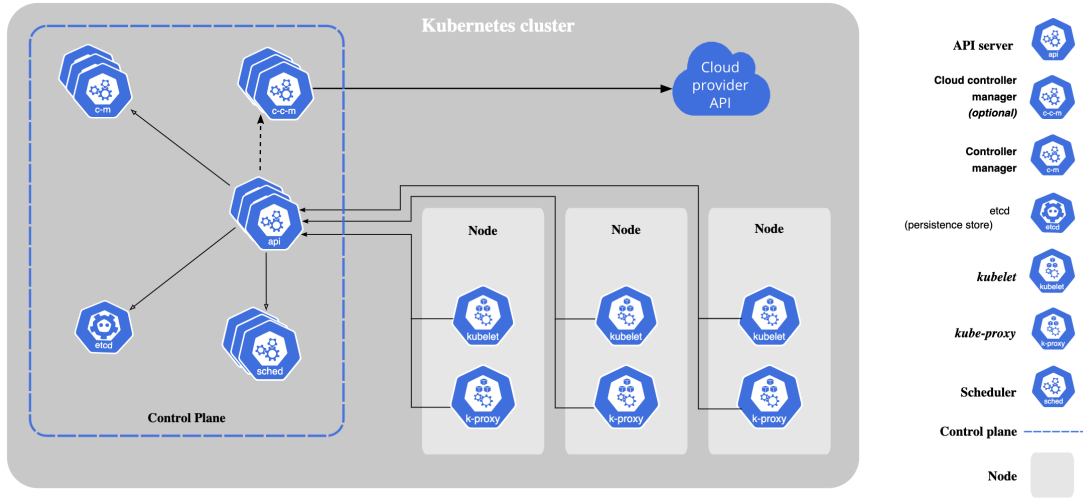 Kubernetes cluster
c-m
c-c-m
Cloud
provider
API
api
etcd
sched
Control Plane
Node
kubelet
k-proxy
Node
kubelet
k-proxy
Node
kubelet
k-proxy
API server
api
Cloud controller
manager
(optional)
c-c-m
Controller
manager
c-m
etcd
(persistence store)
etcd
kubelet
kubelet
kube-proxy
k-proxy
Scheduler
sched
Control plane
Node